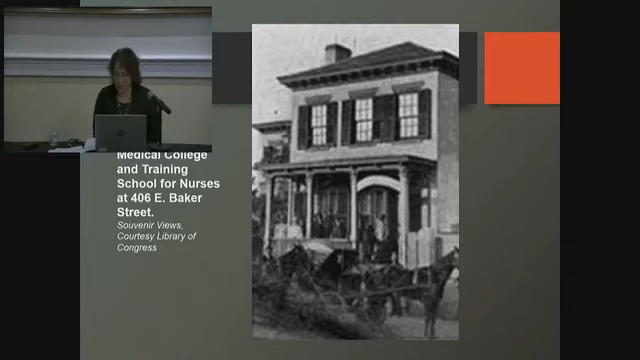 Medical College
and Training
School for Nurses
at 406 E. Baker
Street.
Souvenir Views,
Courtesy Library of
Congress